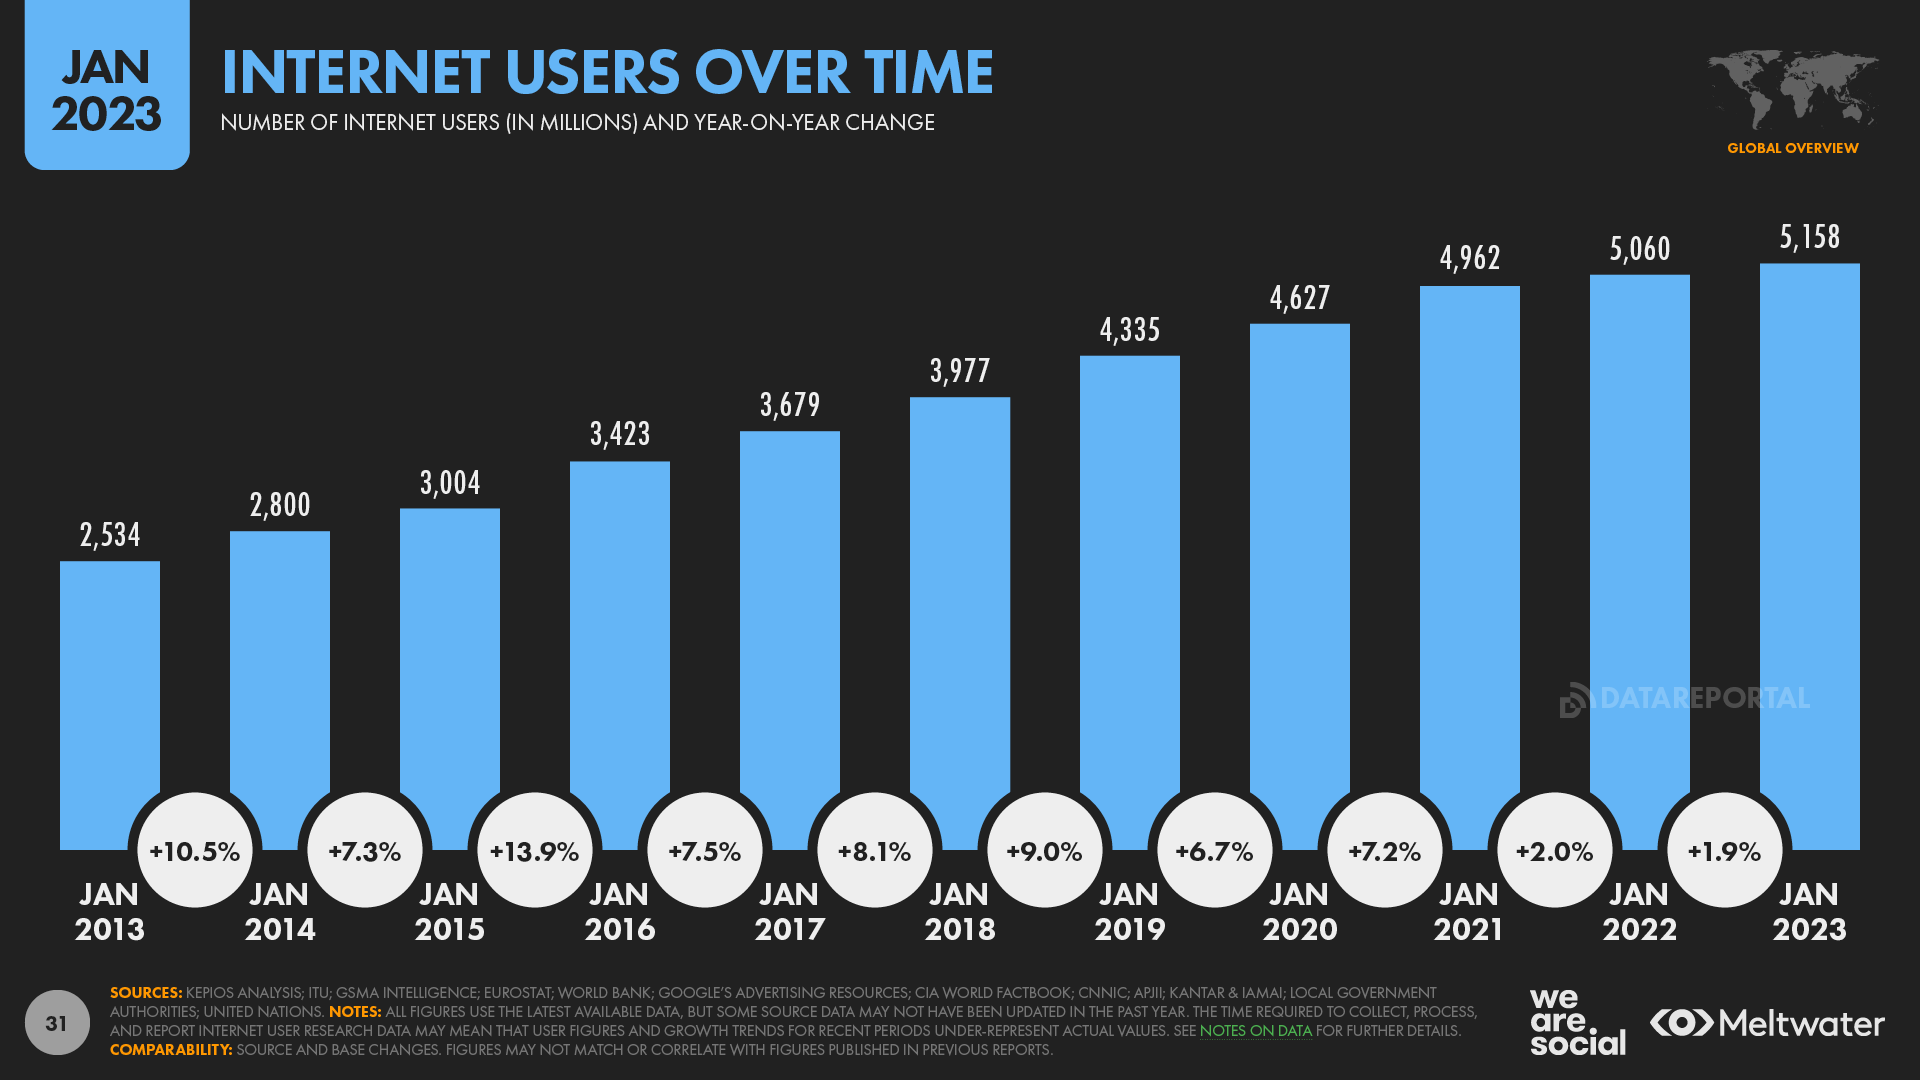 JAN
2023
INTERNET USERS OVER TIME
NUMBER OF INTERNET USERS (IN MILLIONS) AND YEAR-ON-YEAR CHANGE
GLOBAL OVERVIEW
2,534
2,800
3,004
3,423
3,679
3,977
4,335
4,627
4,962
5,060
5,158
DATAREPORTAL
+10.5%
+7.3%
+13.9%
+7.5%
+8.1%
+9.0%
+6.7%
+7.2%
+2.0%
+1.9%
JAN
2013
JAN
2014
JAN
2015
JAN
2016
JAN
2017
JAN
2018
JAN
2019
JAN
2020
JAN
2021
JAN
2022
JAN
2023
31
SOURCES: KEPIOS ANALYSIS; ITU; GSMA INTELLIGENCE; EUROSTAT; WORLD BANK; GOOGLE'S ADVERTISING RESOURCES; CIA WORLD FACTBOOK; CNNIC; APJII; KANTAR & IAMAI; LOCAL GOVERNMENT
AUTHORITIES; UNITED NATIONS. NOTES: ALL FIGURES USE THE LATEST AVAILABLE DATA, BUT SOME SOURCE DATA MAY NOT HAVE BEEN UPDATED IN THE PAST YEAR. THE TIME REQUIRED TO COLLECT, PROCESS,
AND REPORT INTERNET USER RESEARCH DATA MAY MEAN THAT USER FIGURES AND GROWTH TRENDS FOR RECENT PERIODS UNDER-REPRESENT ACTUAL VALUES. SEE NOTES ON DATA FOR FURTHER DETAILS.
COMPARABILITY: SOURCE AND BASE CHANGES. FIGURES MAY NOT MATCH OR CORRELATE WITH FIGURES PUBLISHED IN PREVIOUS REPORTS.
we
are
social
Meltwater